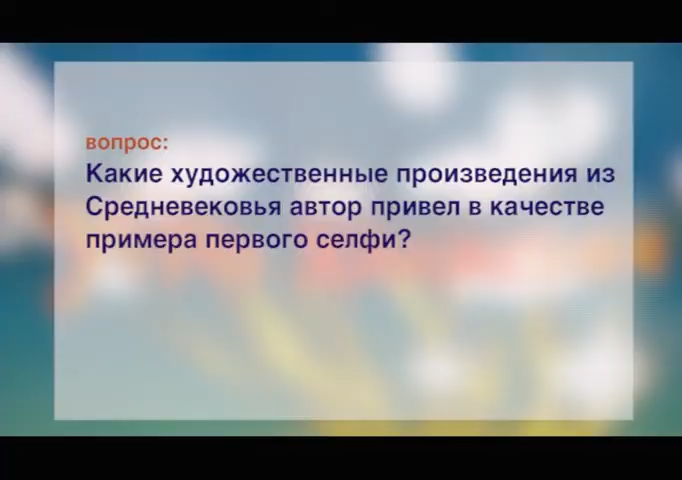 вопрос:
Какие художественные произведения из
Средневековья автор привел в качестве
примера первого селфи?